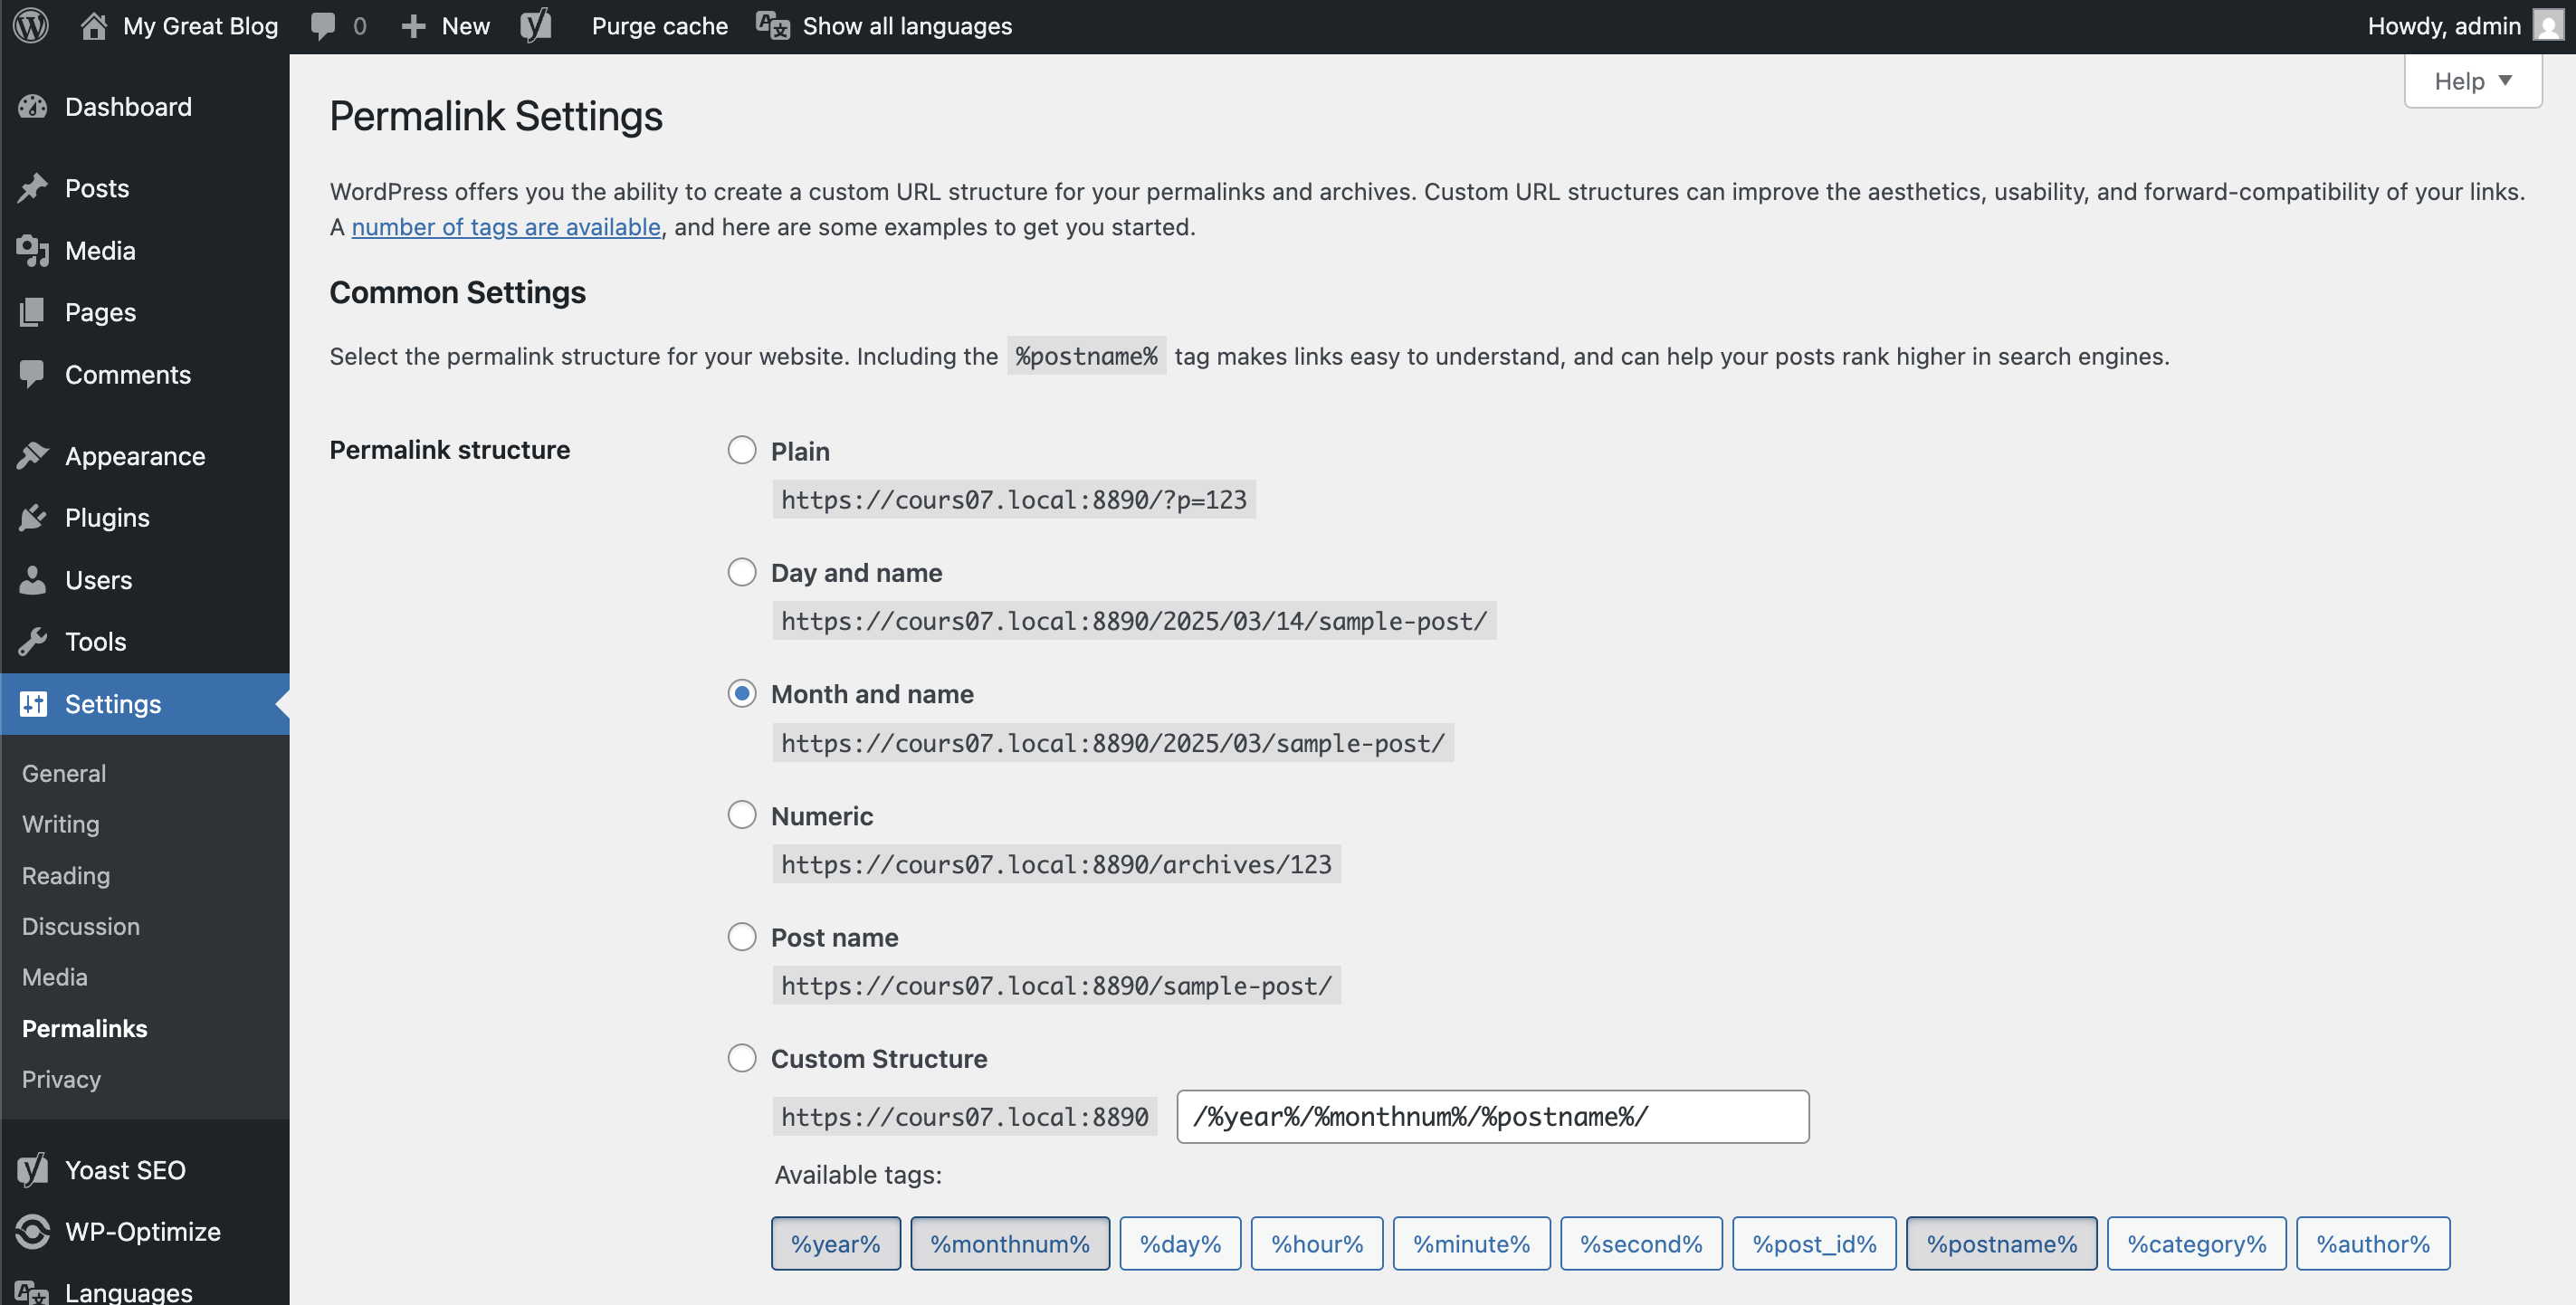 My Great Blog
0
New
Purge cache
Show all languages
Howdy, admin
Dashboard
Posts
Media
Pages
Comments
Appearance
Plugins
Users
Tools
Settings
General
Writing
Reading
Discussion
Media
Permalinks
Privacy
Yoast SEO
WP-Optimize
Languages
Help
Permalink Settings
WordPress offers you the ability to create a custom URL structure for your permalinks and archives. Custom URL structures can improve the aesthetics, usability, and forward-compatibility of your links.
A number of tags are available, and here are some examples to get you started.
Common Settings
Select the permalink structure for your website. Including the %postname% tag makes links easy to understand, and can help your posts rank higher in search engines.
Permalink structure
Plain
https://cours07.local:8890/?p=123
Day and name
https://cours07.local:8890/2025/03/14/sample-post/
Month and name
https://cours07.local:8890/2025/03/sample-post/
Numeric
https://cours07.local:8890/archives/123
Post name
https://cours07.local:8890/sample-post/
Custom Structure
https://cours07.local:8890 /%year%/%monthnum%/%postname%/
Available tags:
%year% %monthnum% %day% %hour% %minute% %second% %post_id% %postname% %category% %author%